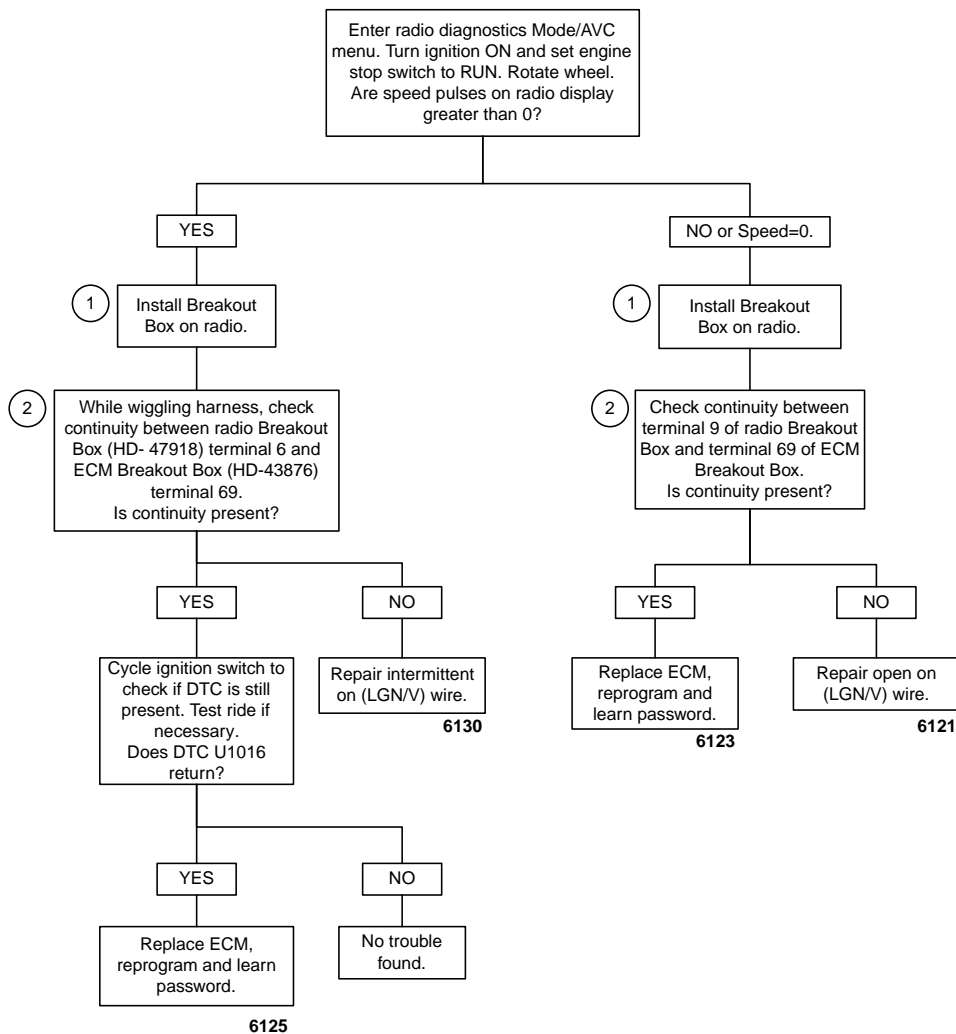 Enter radio diagnostics Mode/AVC
menu. Turn ignition ON and set engine
stop switch to RUN. Rotate wheel.
Are speed pulses on radio display
greater than 0?
YES
NO or Speed=0.
1
Install Breakout
Box on radio.
1
Install Breakout
Box on radio.
2
While wiggling harness, check
continuity between radio Breakout
Box (HD- 47918) terminal 6 and
ECM Breakout Box (HD-43876)
terminal 69.
Is continuity present?
2
Check continuity between
terminal 9 of radio Breakout
Box and terminal 69 of ECM
Breakout Box.
Is continuity present?
YES
NO
YES
NO
Cycle ignition switch to
check if DTC is still
present. Test ride if
necessary.
Does DTC U1016
return?
Repair intermittent
on (LGN/V) wire.
6130
Replace ECM,
reprogram and
learn password.
6123
Repair open on
(LGN/V) wire.
6121
YES
NO
Replace ECM,
reprogram and learn
password.
6125
No trouble
found.